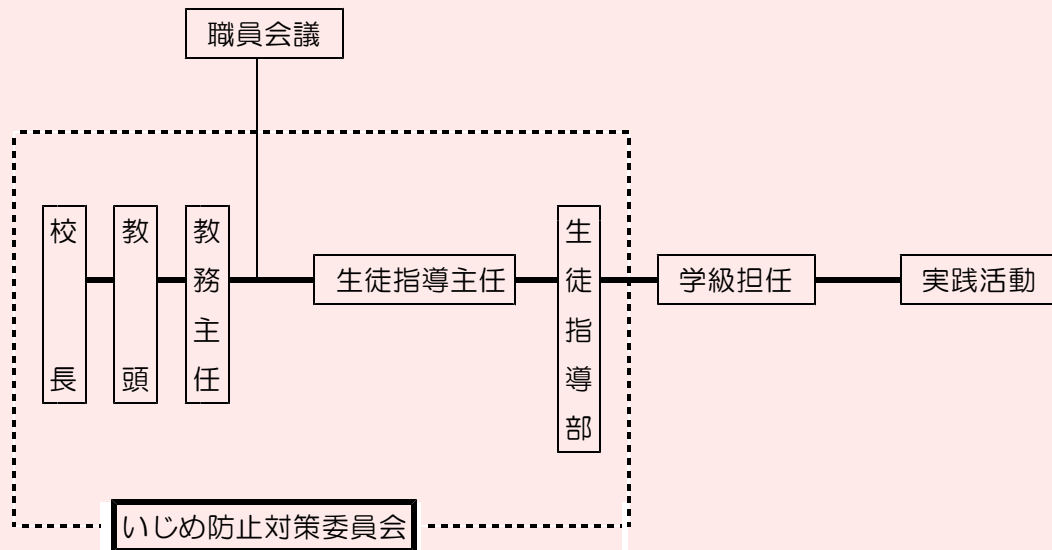 職員会議
校長
教頭
教務主任
生徒指導主任
生徒指導部
学級担任
実践活動
いじめ防止対策委員会